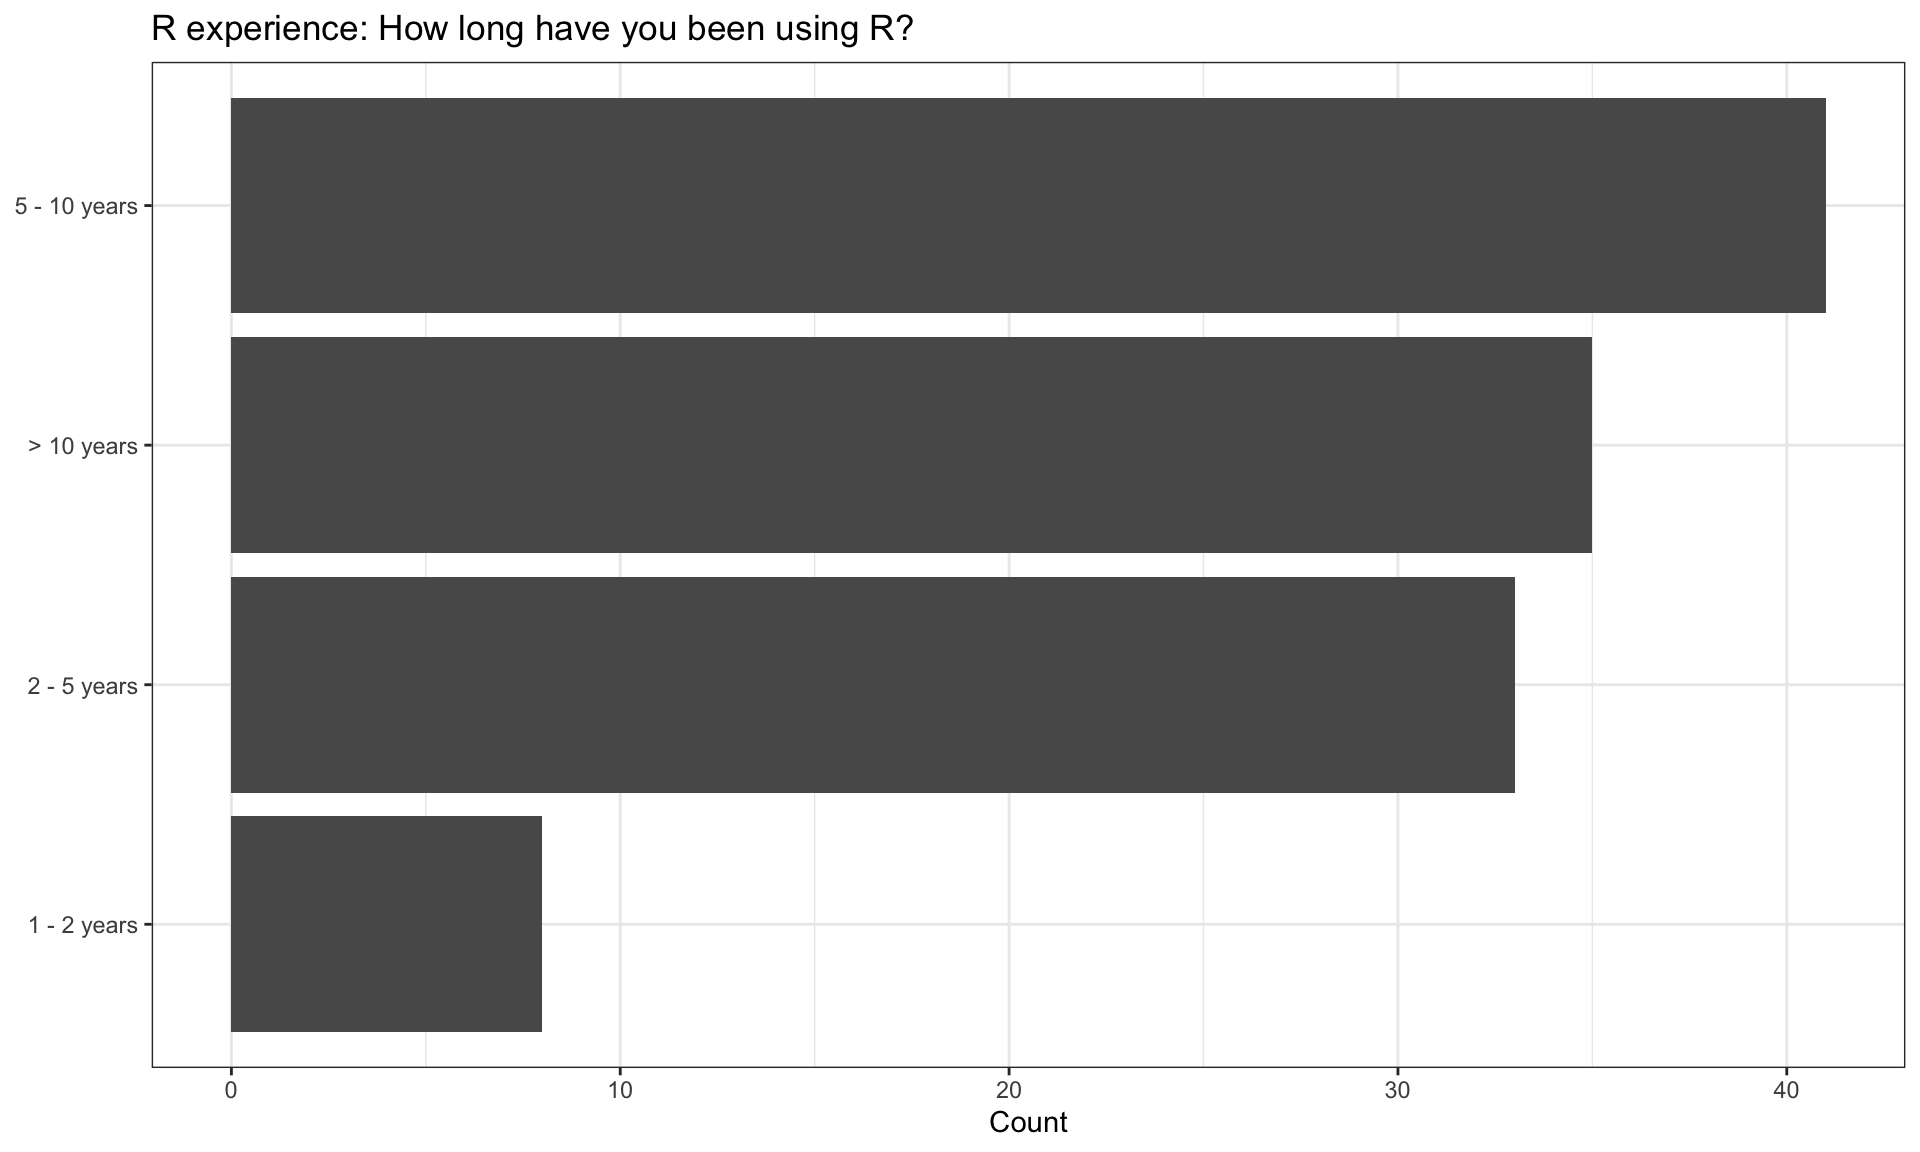 R experience: How long have you been using R?
5 - 10 years
> 10 years
2 - 5 years
1 - 2 years
0 10 20 30 40
Count